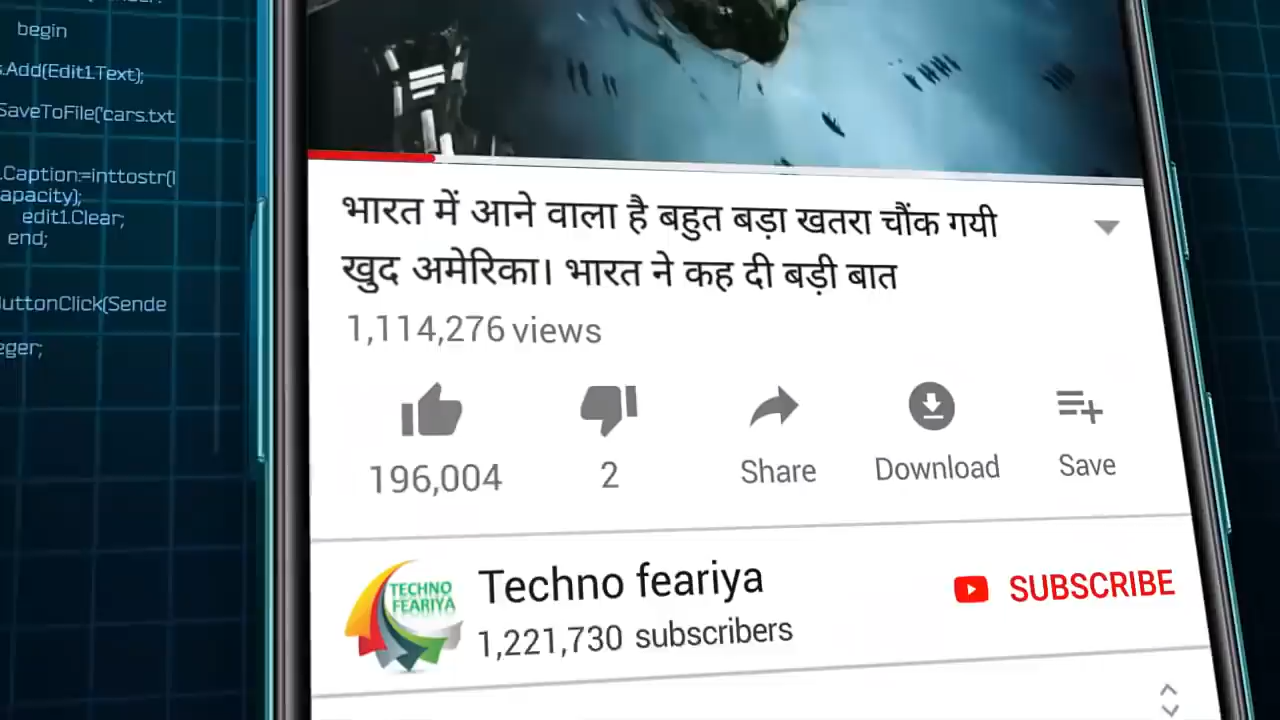 begin
.Add(Edit1.Text);
SaveToFile('cars.txt
.Caption:=inttostr(
apacity);
edit1.Clear;
end;
uttonClick(Sende
eger;
भारत में आने वाला है बहुत बड़ा खतरा चौंक गयी
खुद अमेरिका। भारत ने कह दी बड़ी बात
1,114,276 views
196,004
2
Share
Download
Save
TECHNO
FEARIYA
Techno feariya
SUBSCRIBE
1,221,730 subscribers